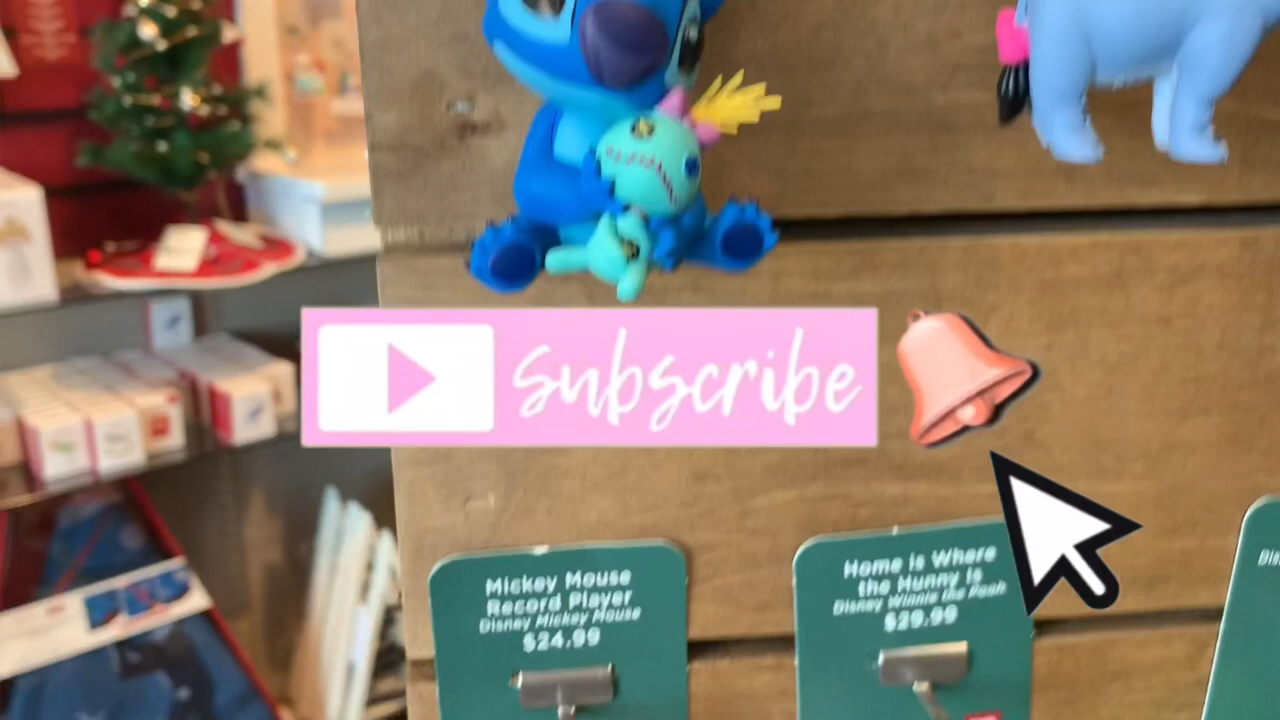 Subscribe
Mickey Mouse
Record Player
Disney Mickey Mouse
$24.99
Home is Where
the Hunny Is
Disney Winnie the Pooh
$29.99